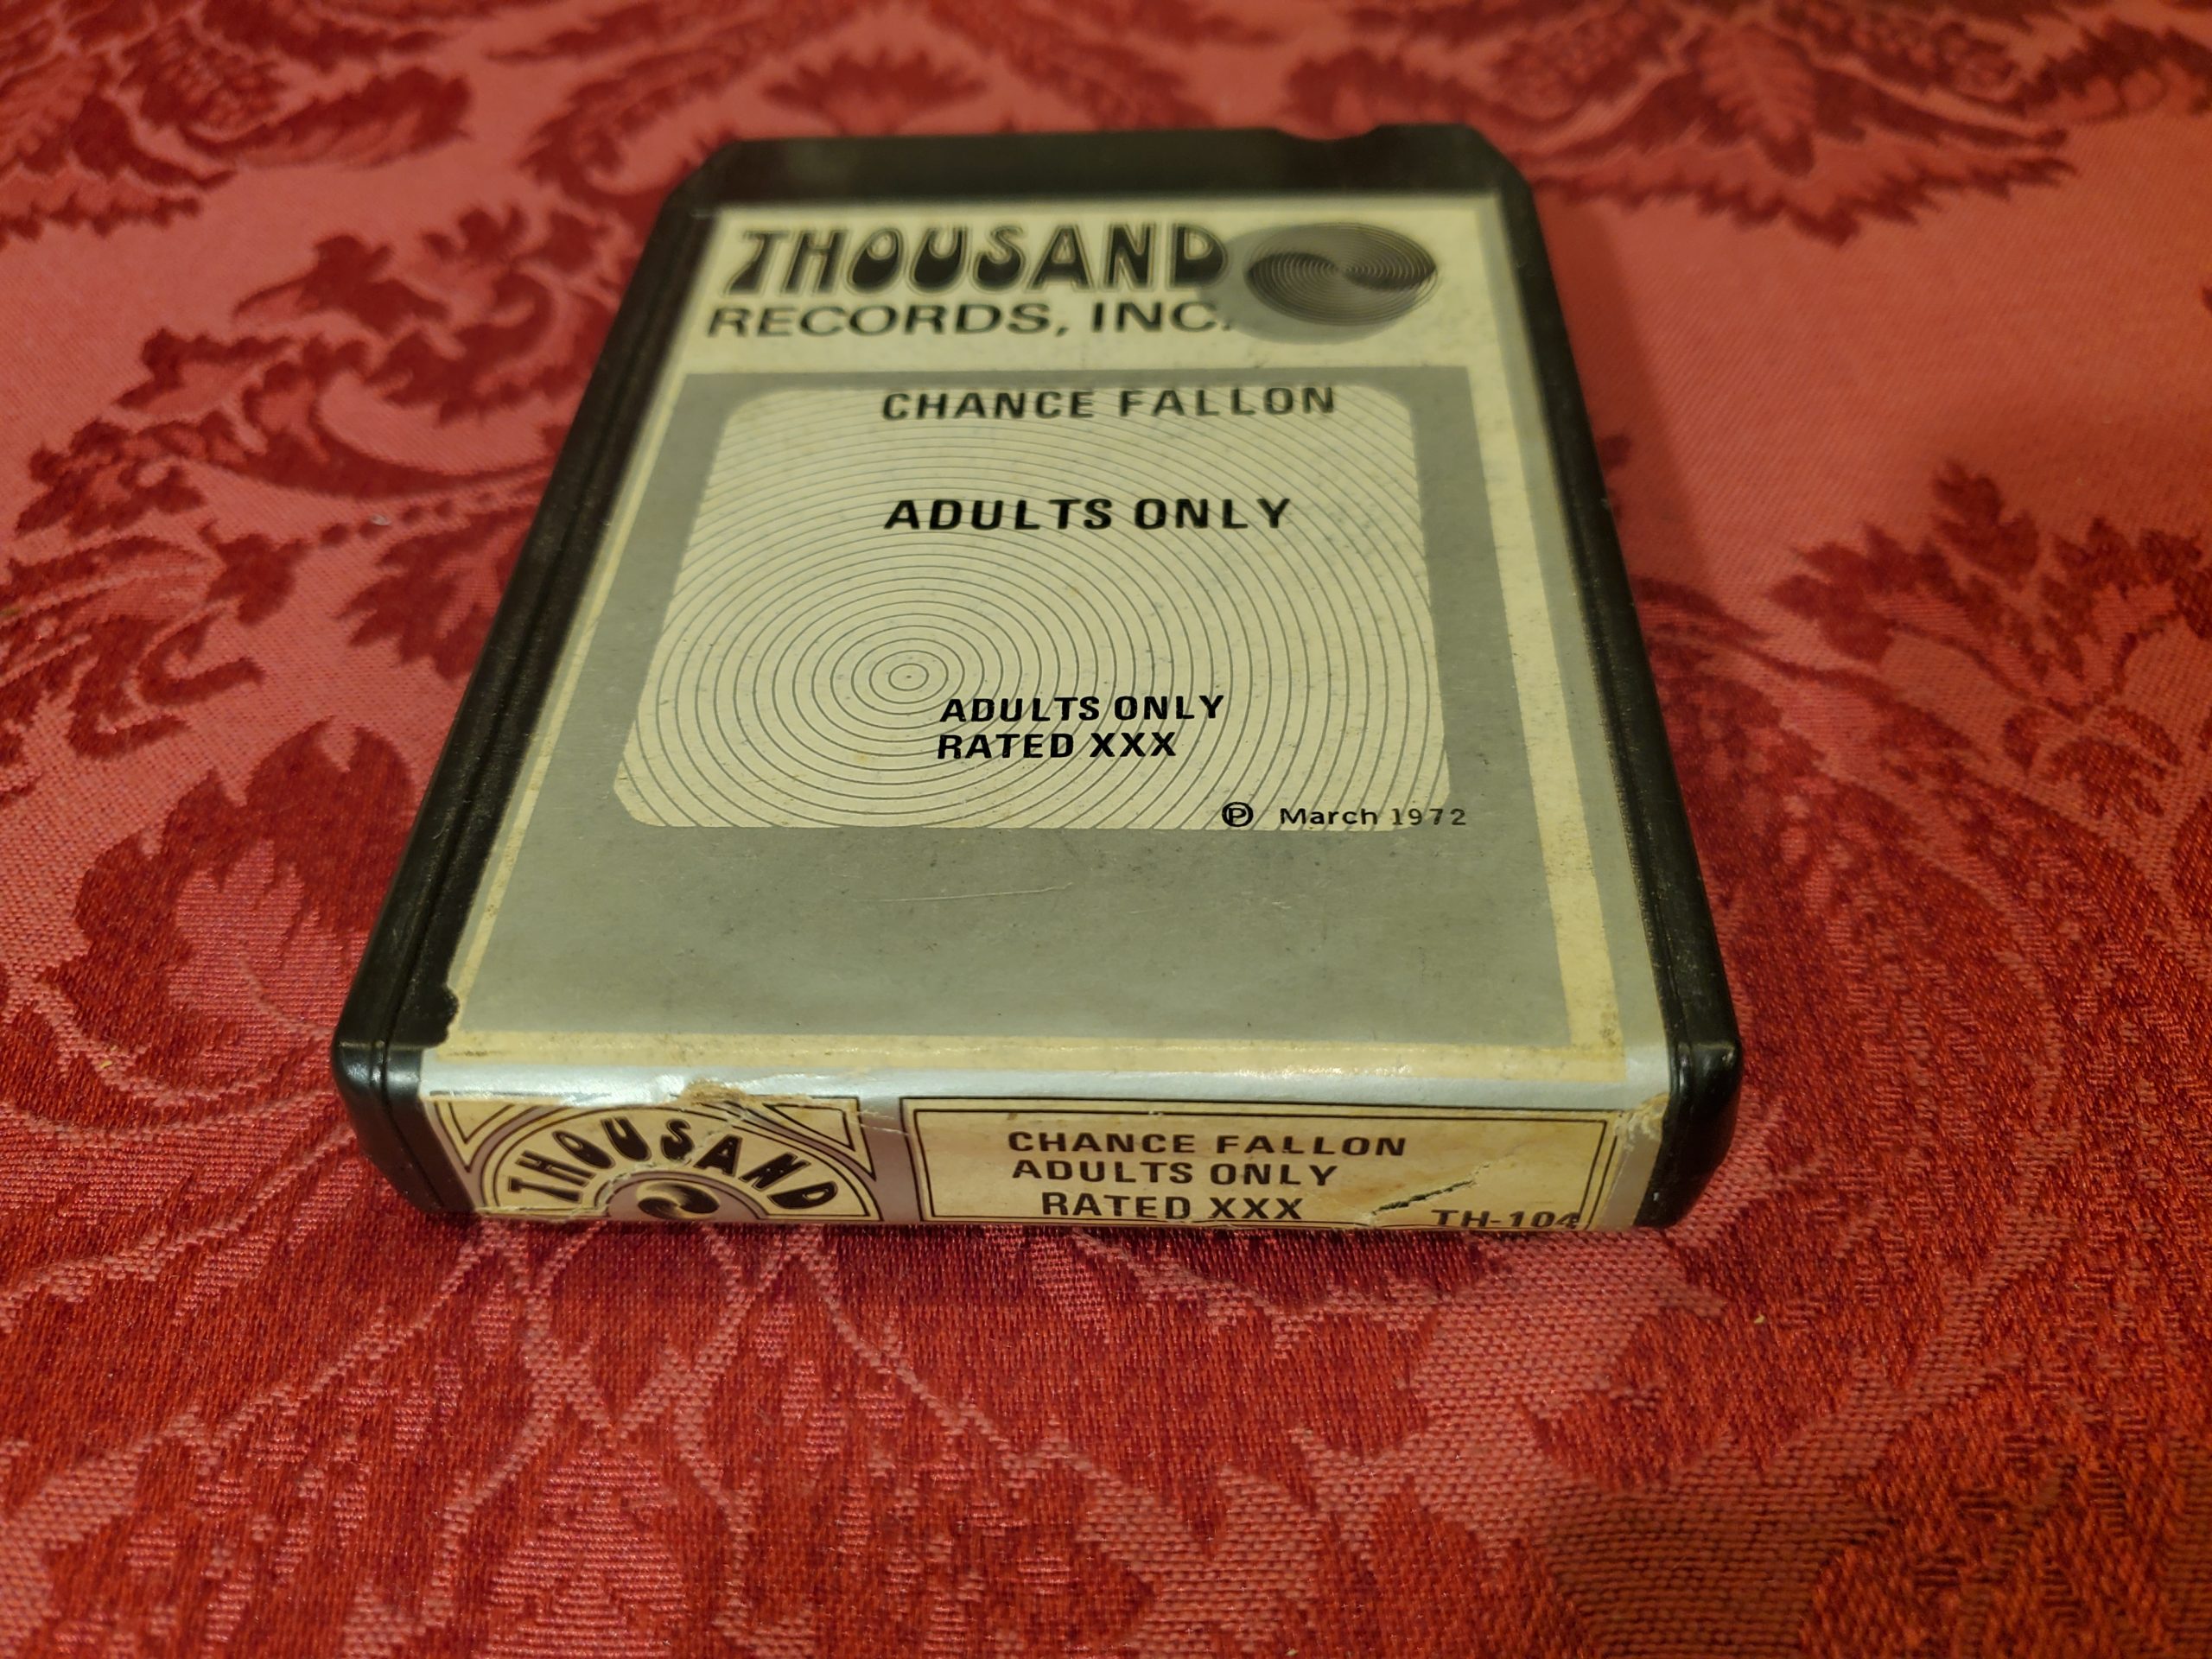 THOUSAND
RECORDS, INC.
CHANCE FALLON
ADULTS ONLY
ADULTS ONLY
RATED XXX
℗ March 1972
THOUSAND
CHANCE FALLON
ADULTS ONLY
RATED XXX
TH-104